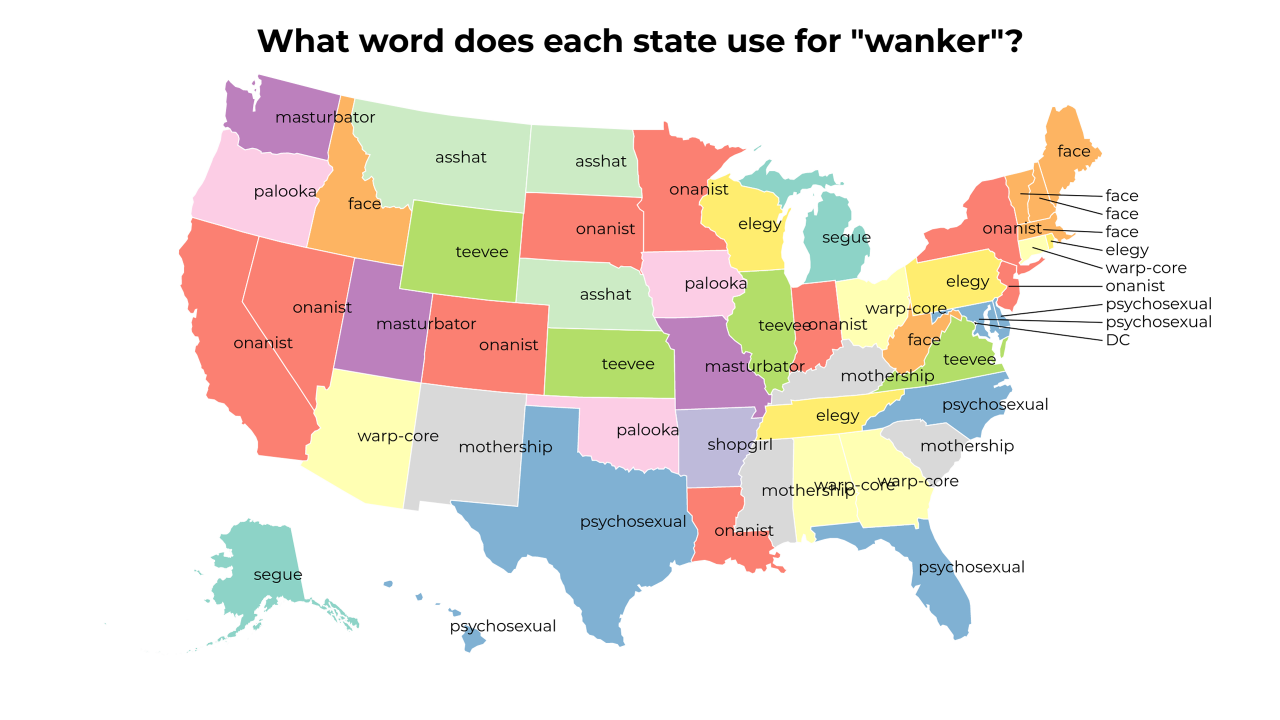 What word does each state use for "wanker"?
masturbator
asshat
asshat
onanist
face
palooka
face
face
face
face
onanist
elegy
onanist
elegy
segue
teevee
warp-core
asshat
palooka
elegy
onanist
onanist
masturbator
onanist
teevee
onanist
warp-core
psychosexual
psychosexual
DC
onanist
teevee
masturbator
mothership
face
teevee
warp-core
mothership
palooka
shopgirl
elegy
psychosexual
mothership
psychosexual
onanist
mothership
warp-core
warp-core
segue
psychosexual
psychosexual